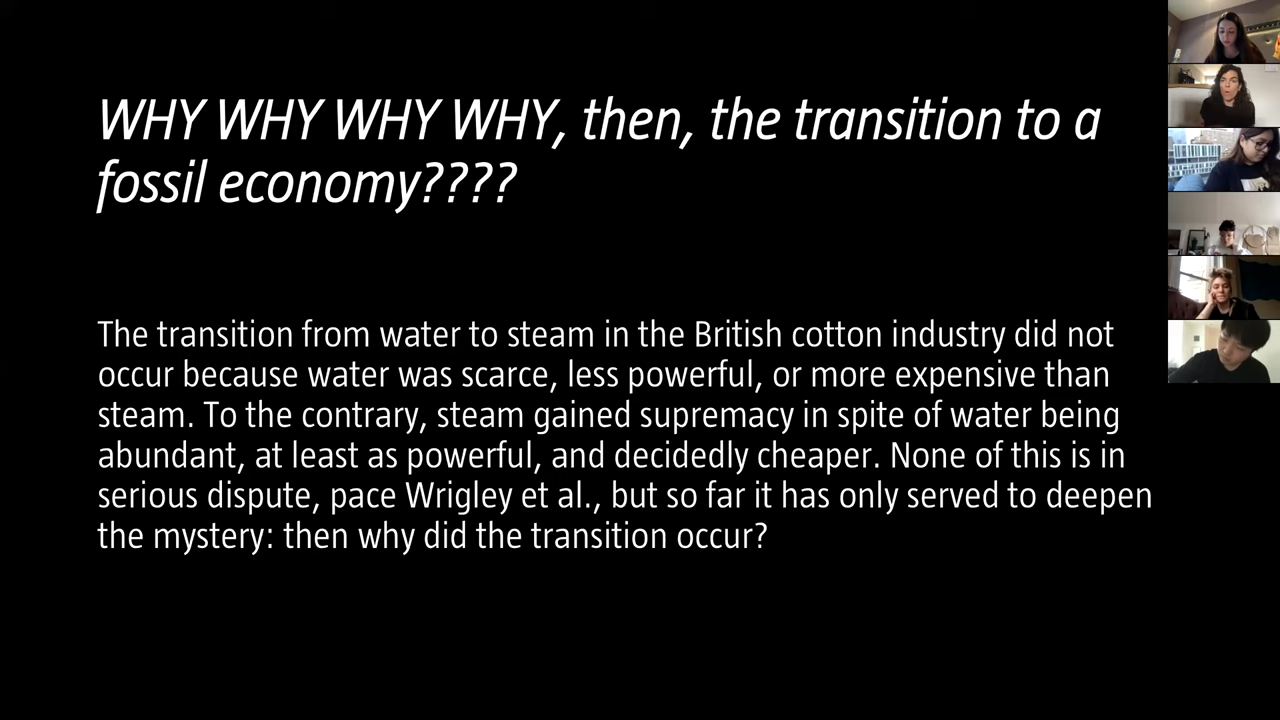 WHY WHY WHY WHY, then, the transition to a
fossil economy????
The transition from water to steam in the British cotton industry did not
occur because water was scarce, less powerful, or more expensive than
steam. To the contrary, steam gained supremacy in spite of water being
abundant, at least as powerful, and decidedly cheaper. None of this is in
serious dispute, pace Wrigley et al., but so far it has only served to deepen
the mystery: then why did the transition occur?